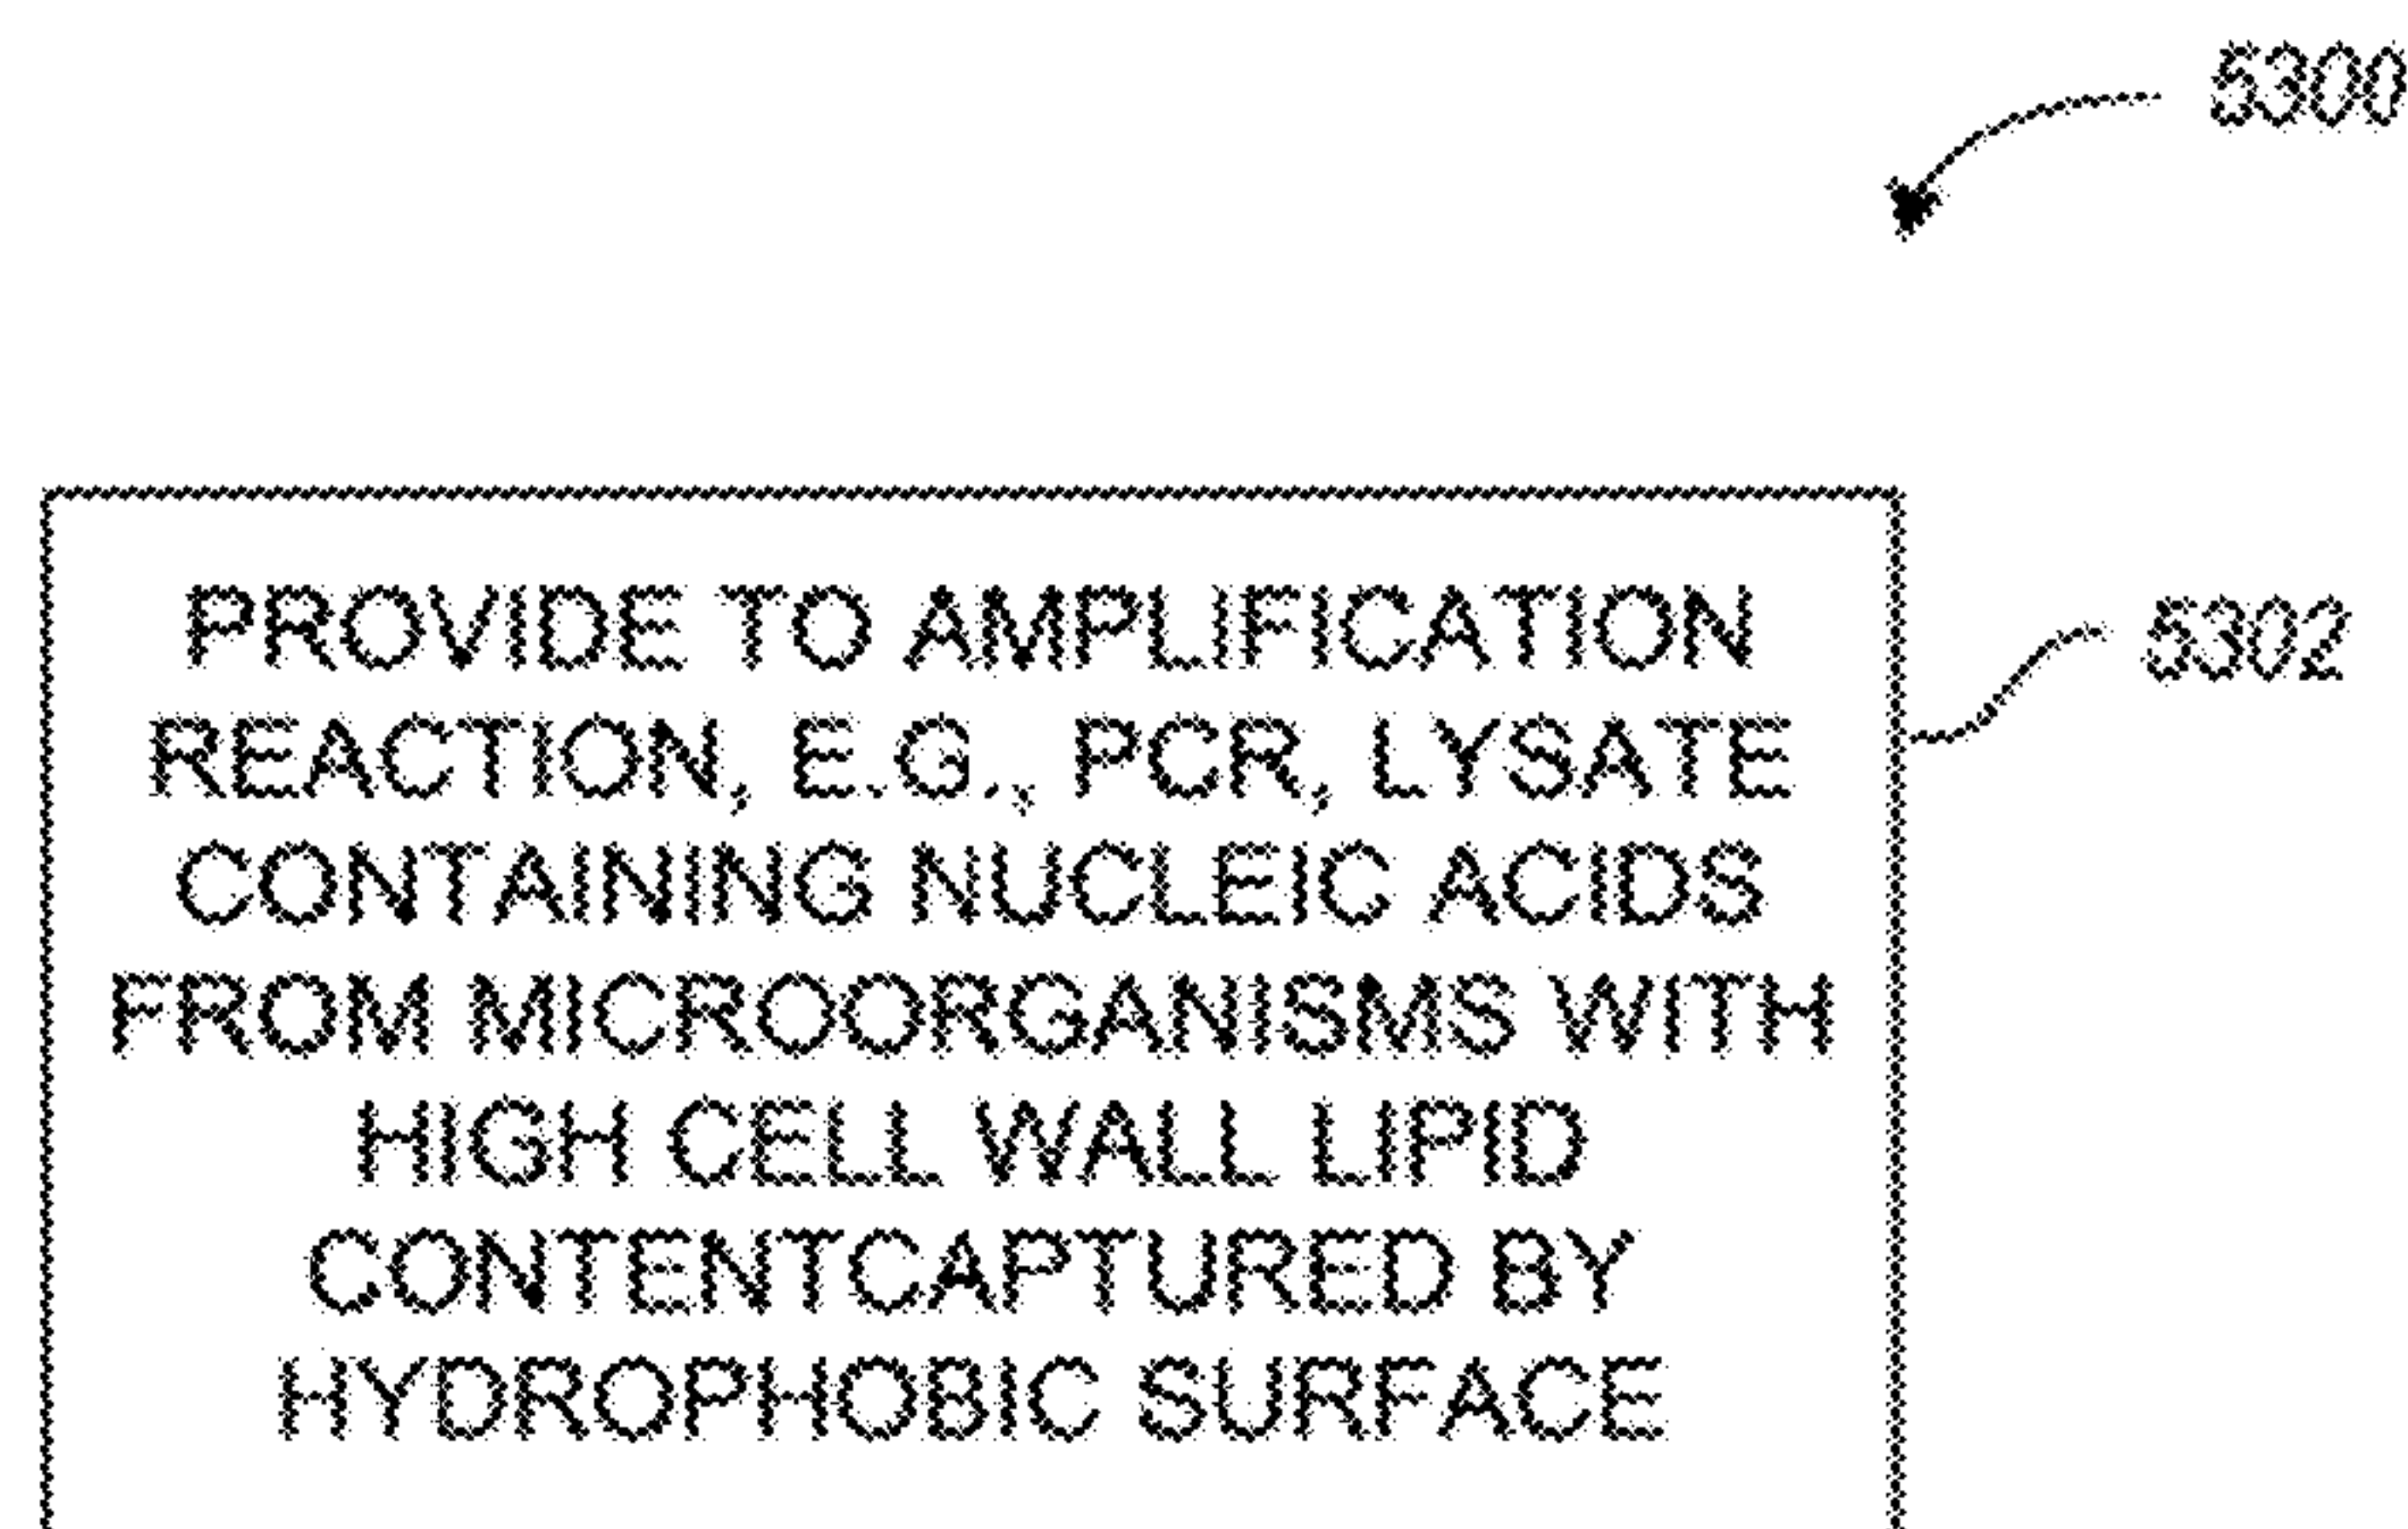 5300
PROVIDE TO AMPLIFICATION
5302
REACTION, E.G., PCR, LYSATE
CONTAINING NUCLEIC ACIDS
FROM MICROORGANISMS WITH
HIGH CELL WALL LIPID
CONTENTCAPTURED BY
HYDROPHOBIC SURFACE